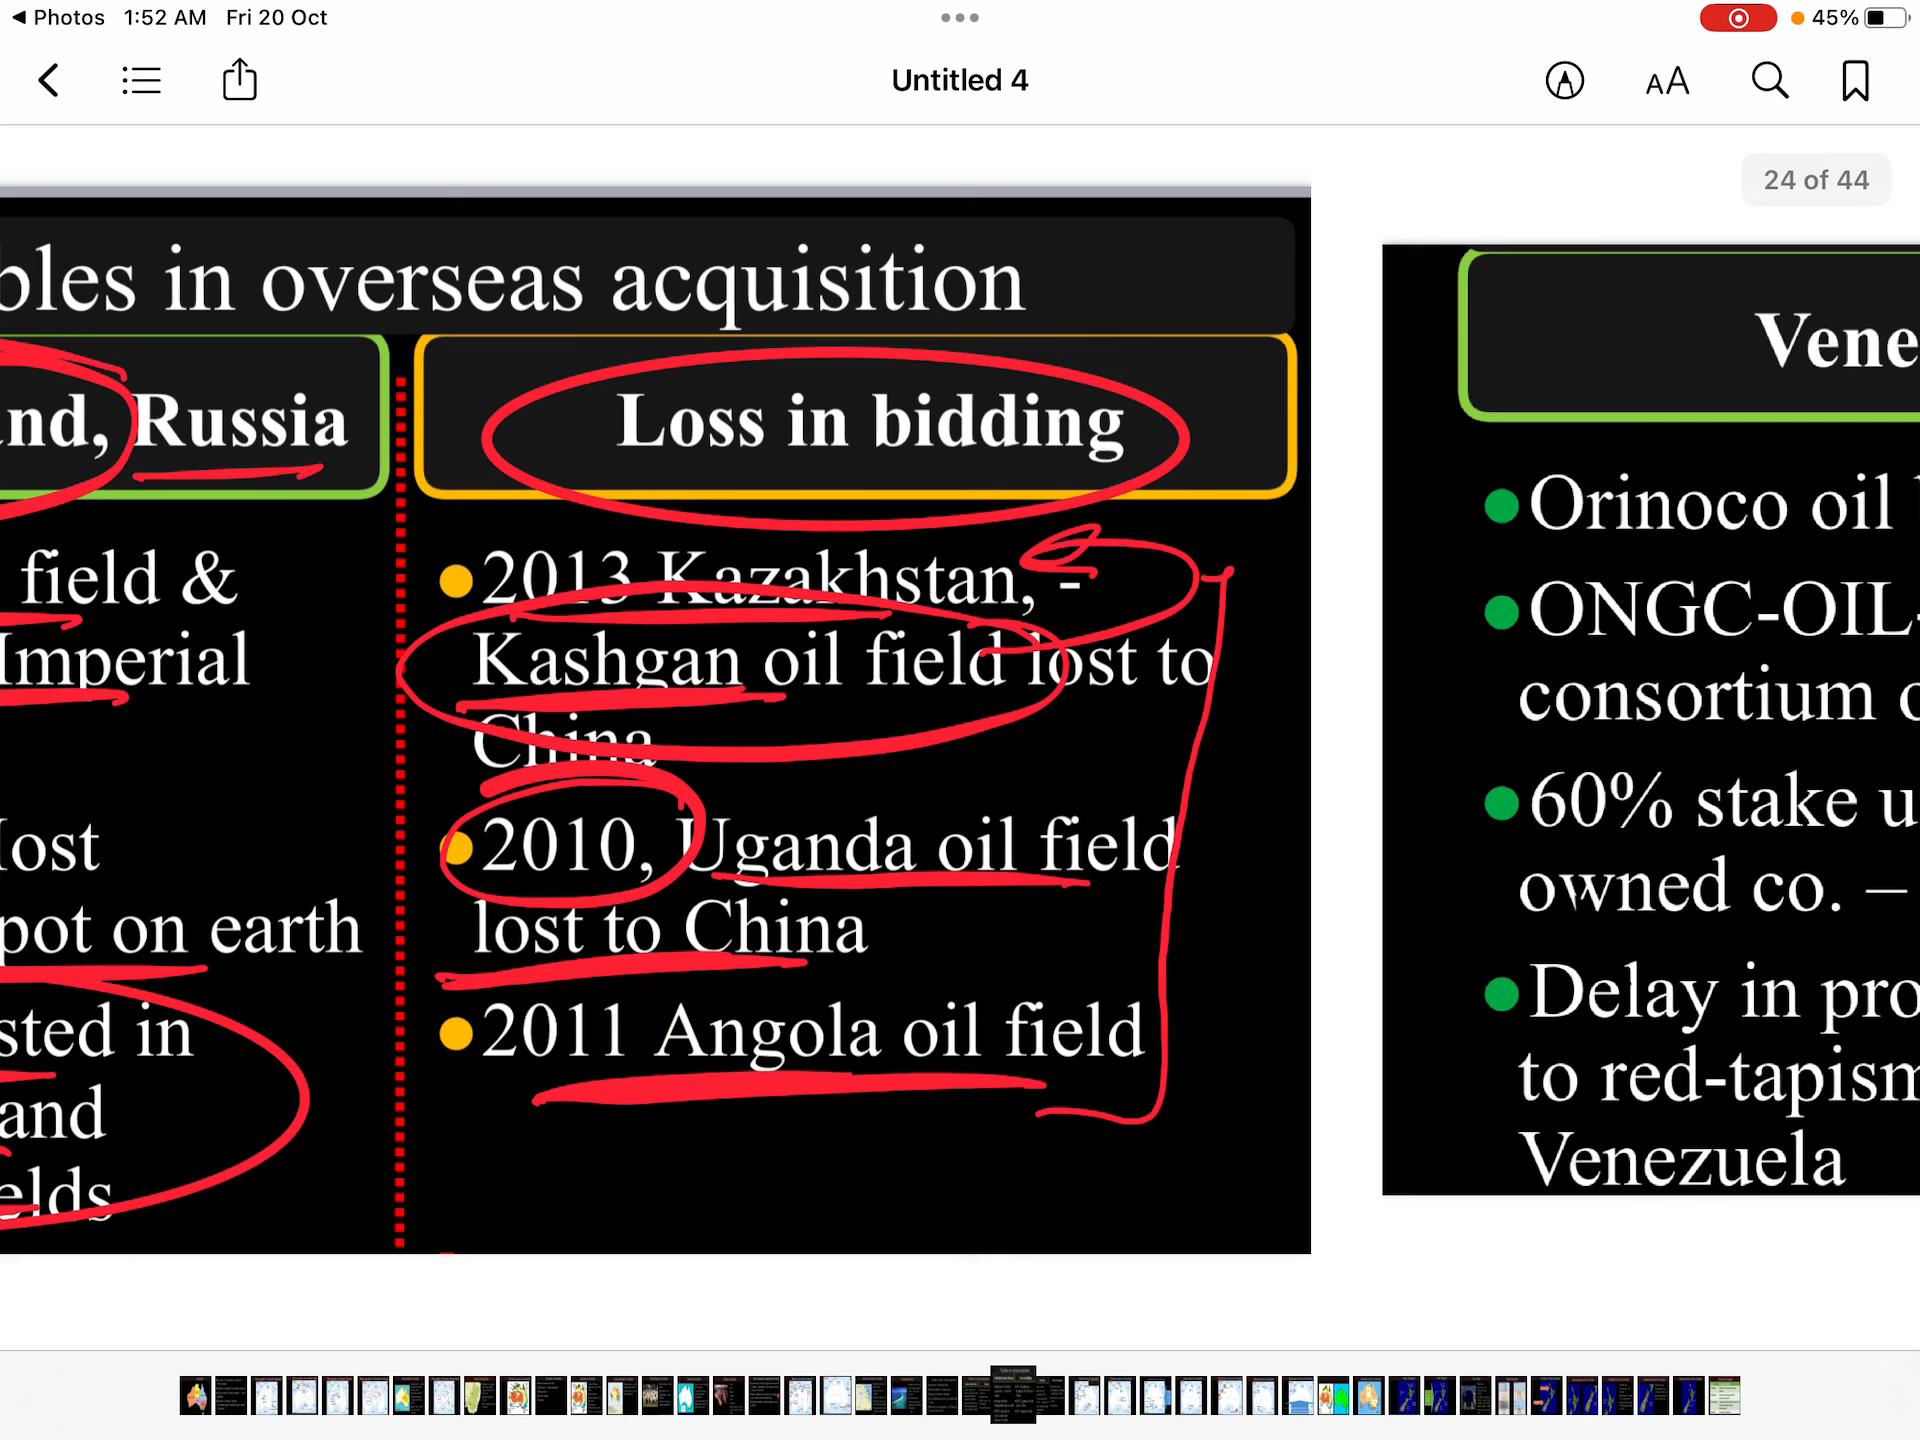 Photos 1:52 AM Fri 20 Oct
45%
Untitled 4
AA
24 of 44
bles in overseas acquisition
and, Russia
field &
Imperial
lost
pot on earth
sted in
and
elds
Loss in bidding
2013 Kazakhstan, -
Kashgan oil field lost to
China
2010, Uganda oil field
lost to China
2011 Angola oil field
Vene
Orinoco oil
ONGC-OIL-
consortium o
60% stake u
owned co. –
Delay in pro
to red-tapism
Venezuela